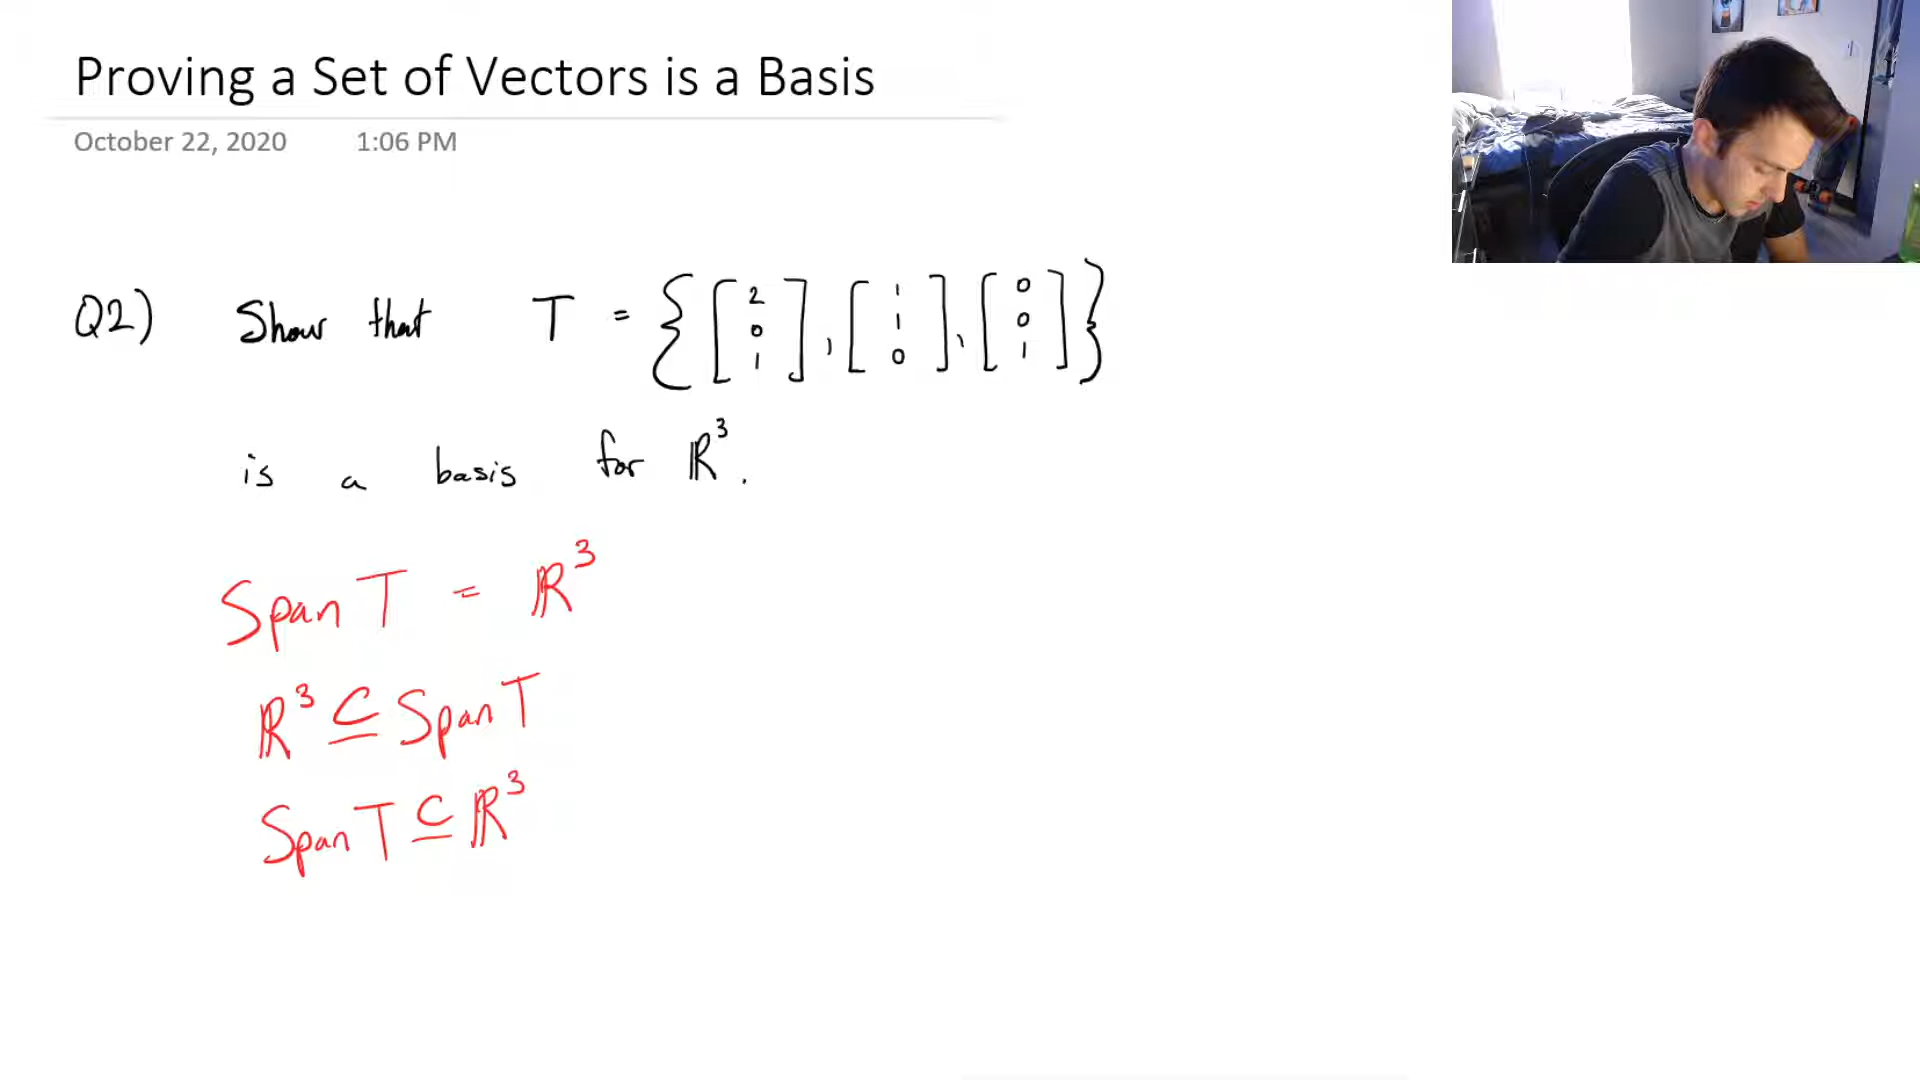 Proving a Set of Vectors is a Basis
October 22, 2020 1:06 PM
Q2) Show that T = {[2 0 1], [1 1 0], [0 0 1]}
is a basis for ℝ³.
Span T = ℝ³
ℝ³ ⊆ Span T
Span T ⊆ ℝ³